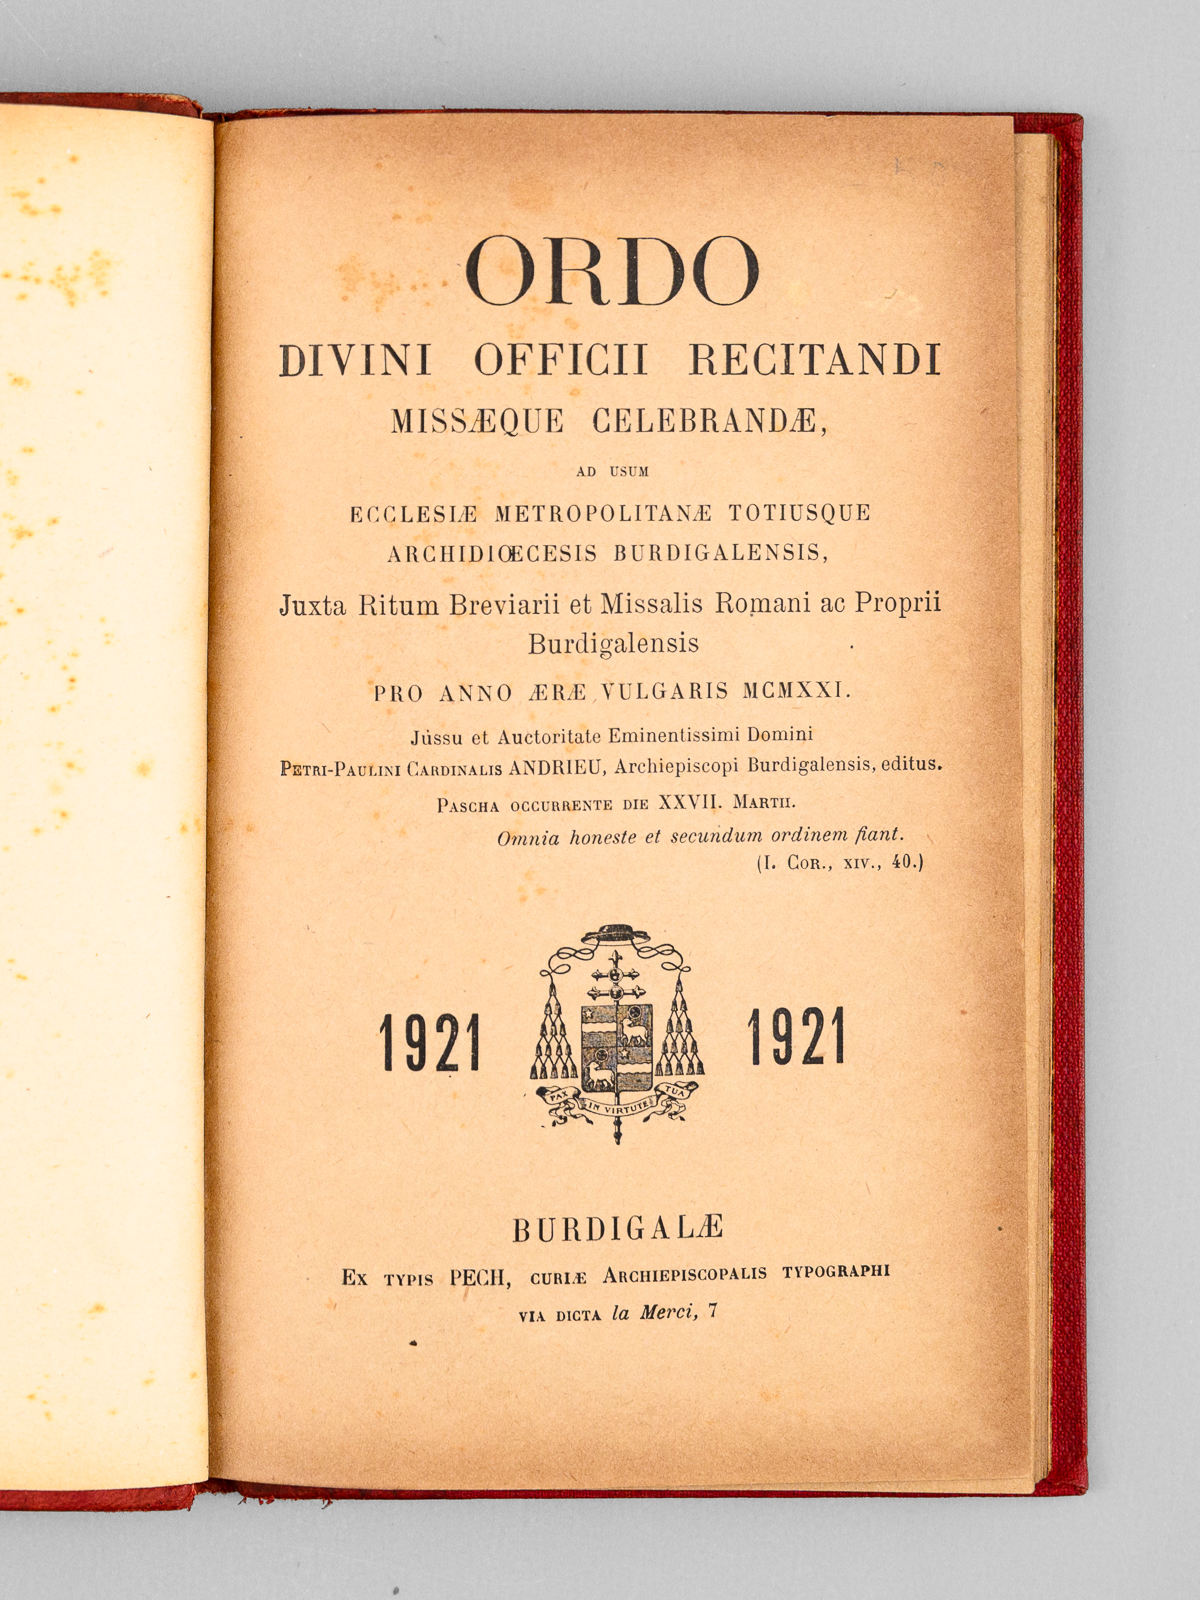 ORDO
DIVINI OFFICII RECITANDI
MISSÆQUE CELEBRANDÆ,
AD USUM
ECCLESIÆ METROPOLITANÆ TOTIUSQUE
ARCHIDIŒCESIS BURDIGALENSIS,
Juxta Ritum Breviarii et Missalis Romani ac Proprii
Burdigalensis
PRO ANNO ÆRÆ VULGARIS MCMXXI.
Jussu et Auctoritate Eminentissimi Domini
PETRI-PAULINI CARDINALIS ANDRIEU, Archiepiscopi Burdigalensis, editus.
PASCHA OCCURRENTE DIE XXVII. MARTII.
Omnia honeste et secundum ordinem fiant.
(I. COR., XIV., 40.)
1921 1921
PAX IN VIRTUTE TUA
BURDIGALÆ
EX TYPIS PECH, CURIÆ ARCHIEPISCOPALIS TYPOGRAPHI
VIA DICTA la Merci, 7